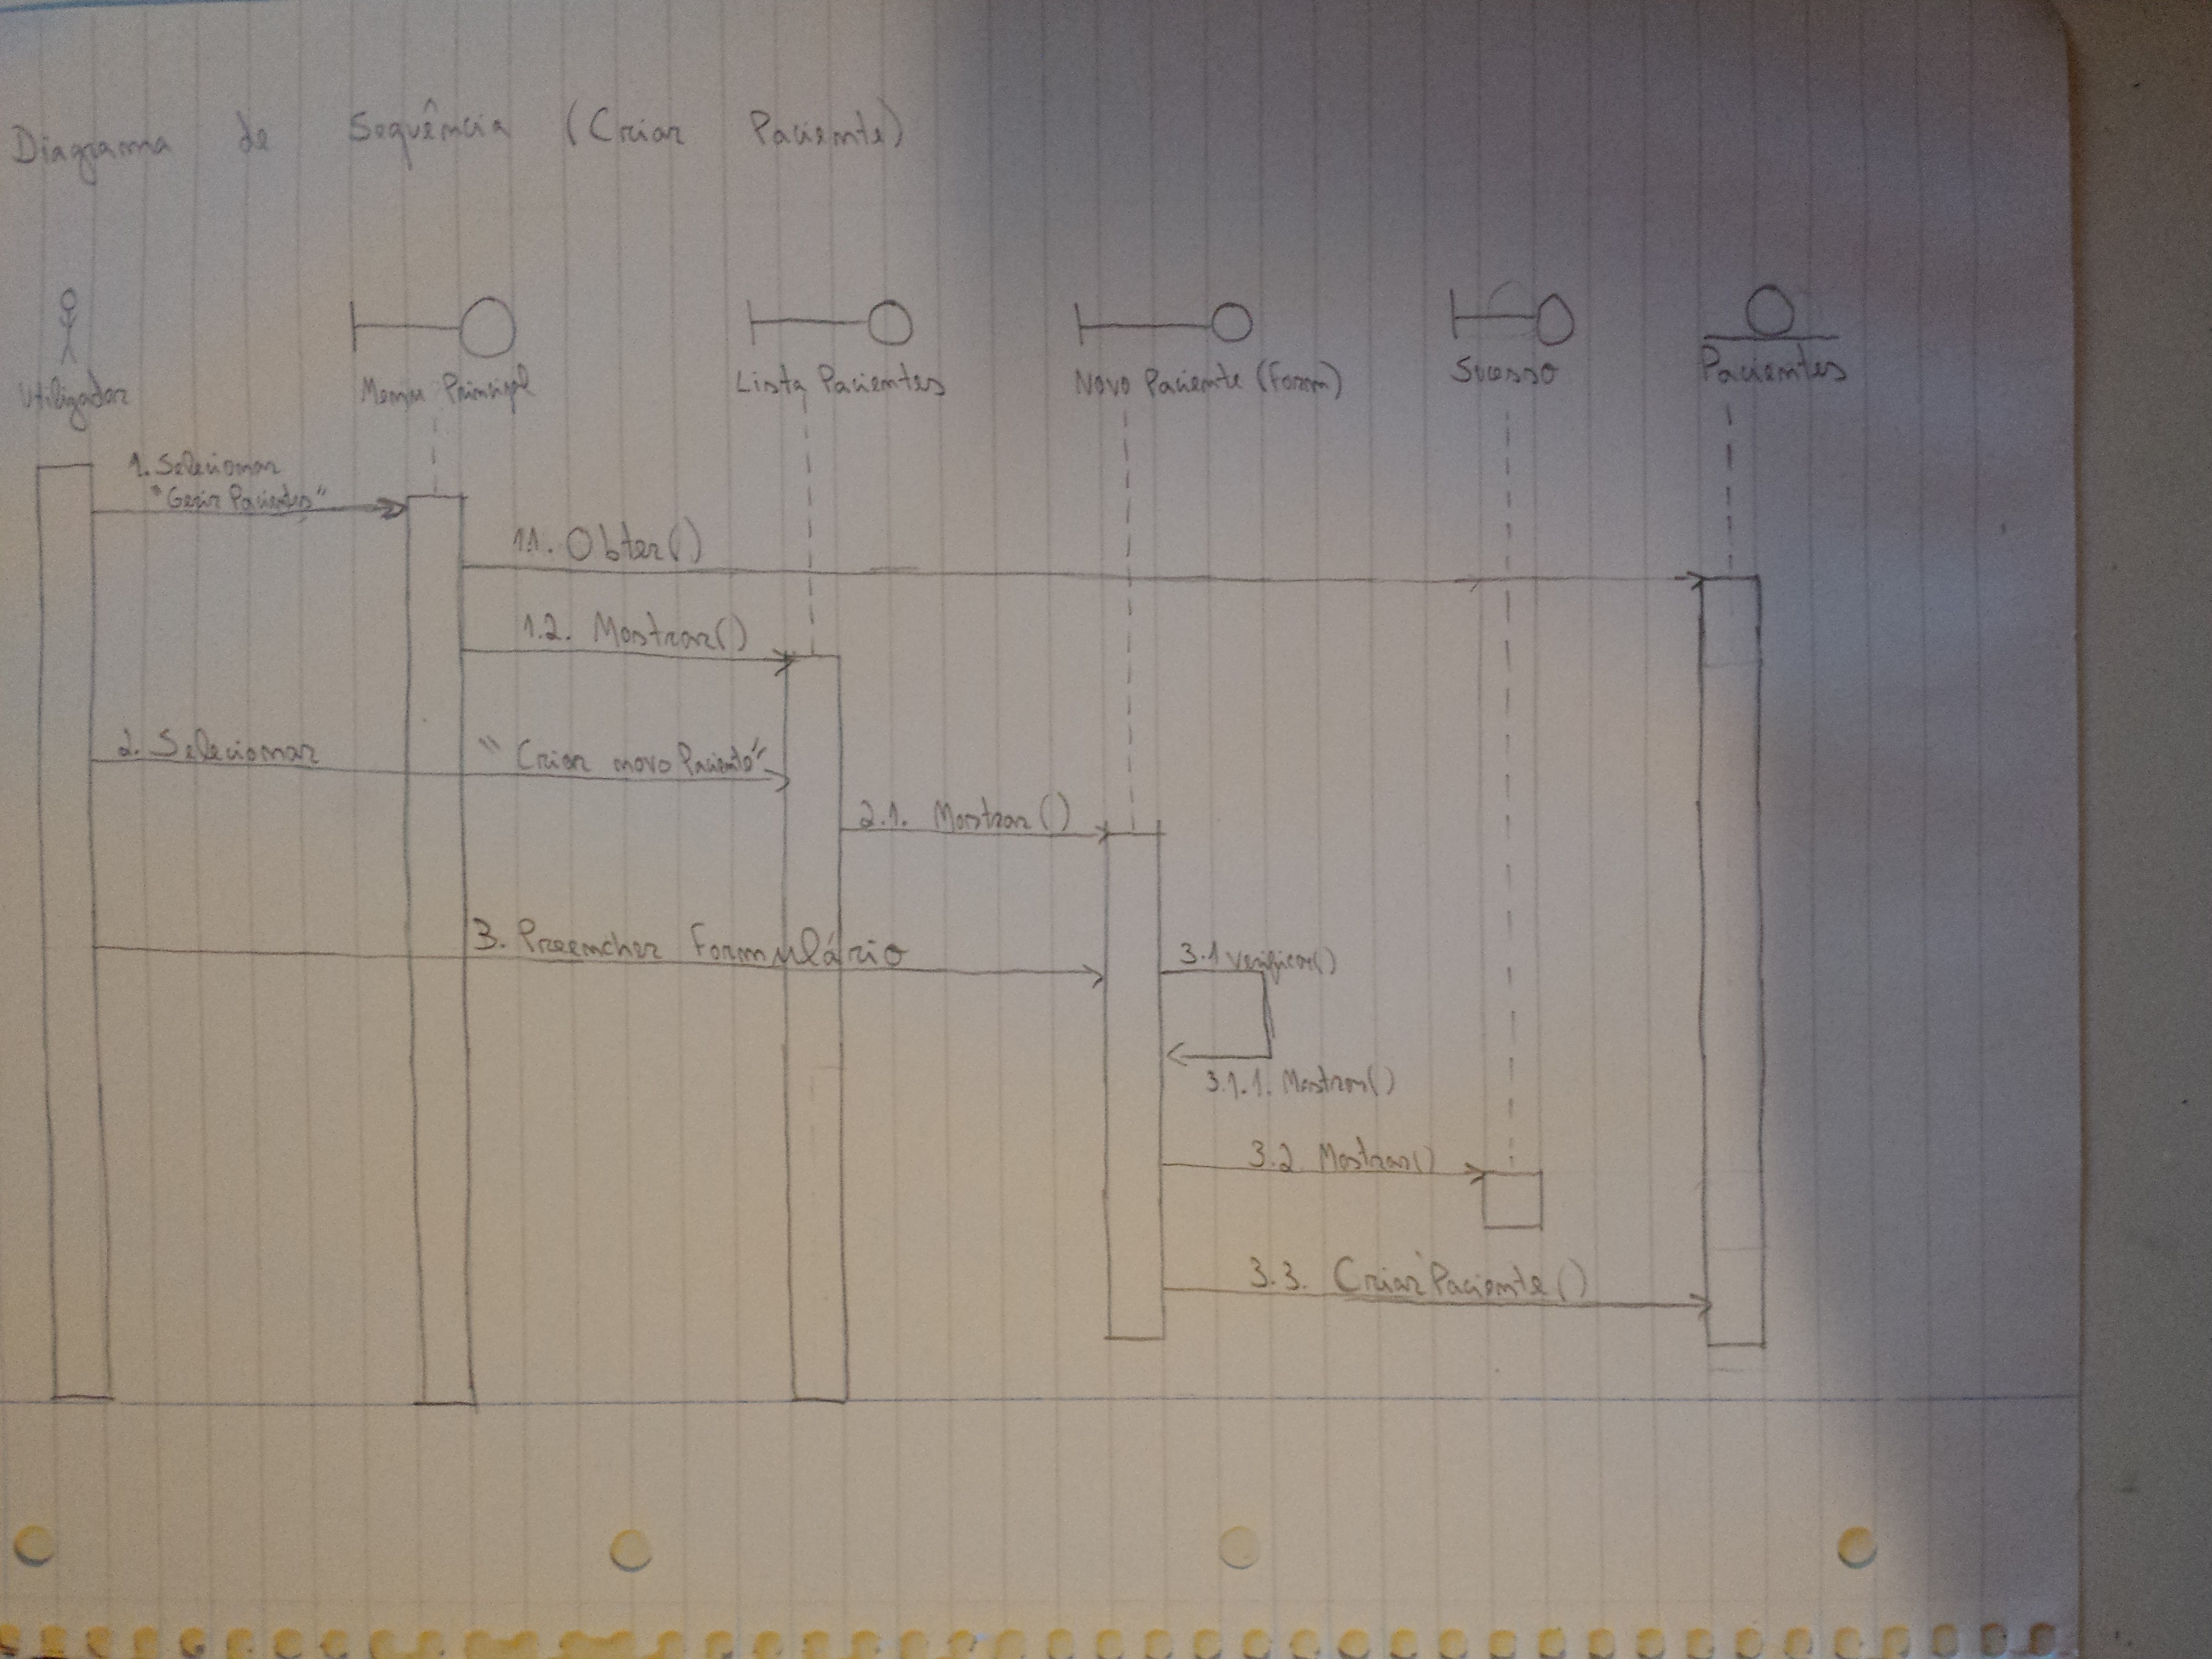 Diagrama de Sequência (Criar Paciente)
Utilizador
Menu Principal
Lista Pacientes
Novo Paciente (Form)
Sucesso
Pacientes
1. Selecionar
"Gerir Pacientes"
1.1. Obter()
1.2. Mostrar()
2. Selecionar "Criar novo Paciente"
2.1. Mostrar()
3. Preencher Formulário
3.1 Verificar()
3.1.1. Mostrar()
3.2 Mostrar()
3.3. Criar Paciente()